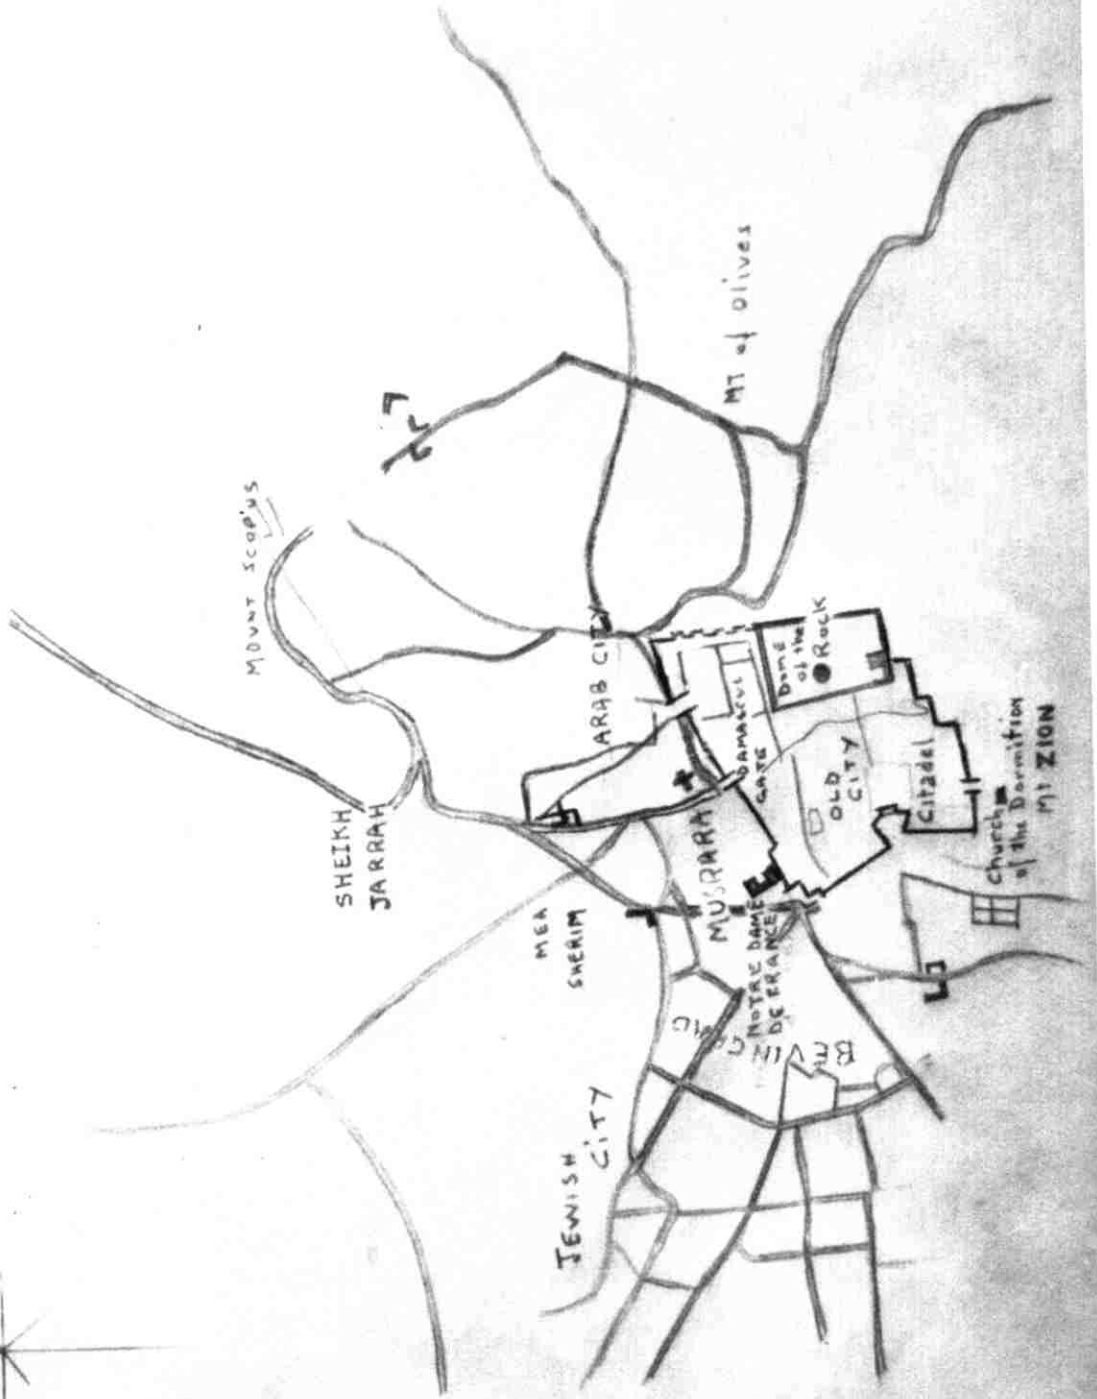 MOUNT SCOPUS
SHEIKH
JARRAH
MT of Olives
ARAB CITY
MEA
SHERIM
MUSRARA
DAMASCUS
GATE
Dome
of the
Rock
OLD
CITY
Citadel
NOTRE DAME
DE FRANCE
BEVIN
Church
of the Dormition
MT ZION
JEWISH
CITY